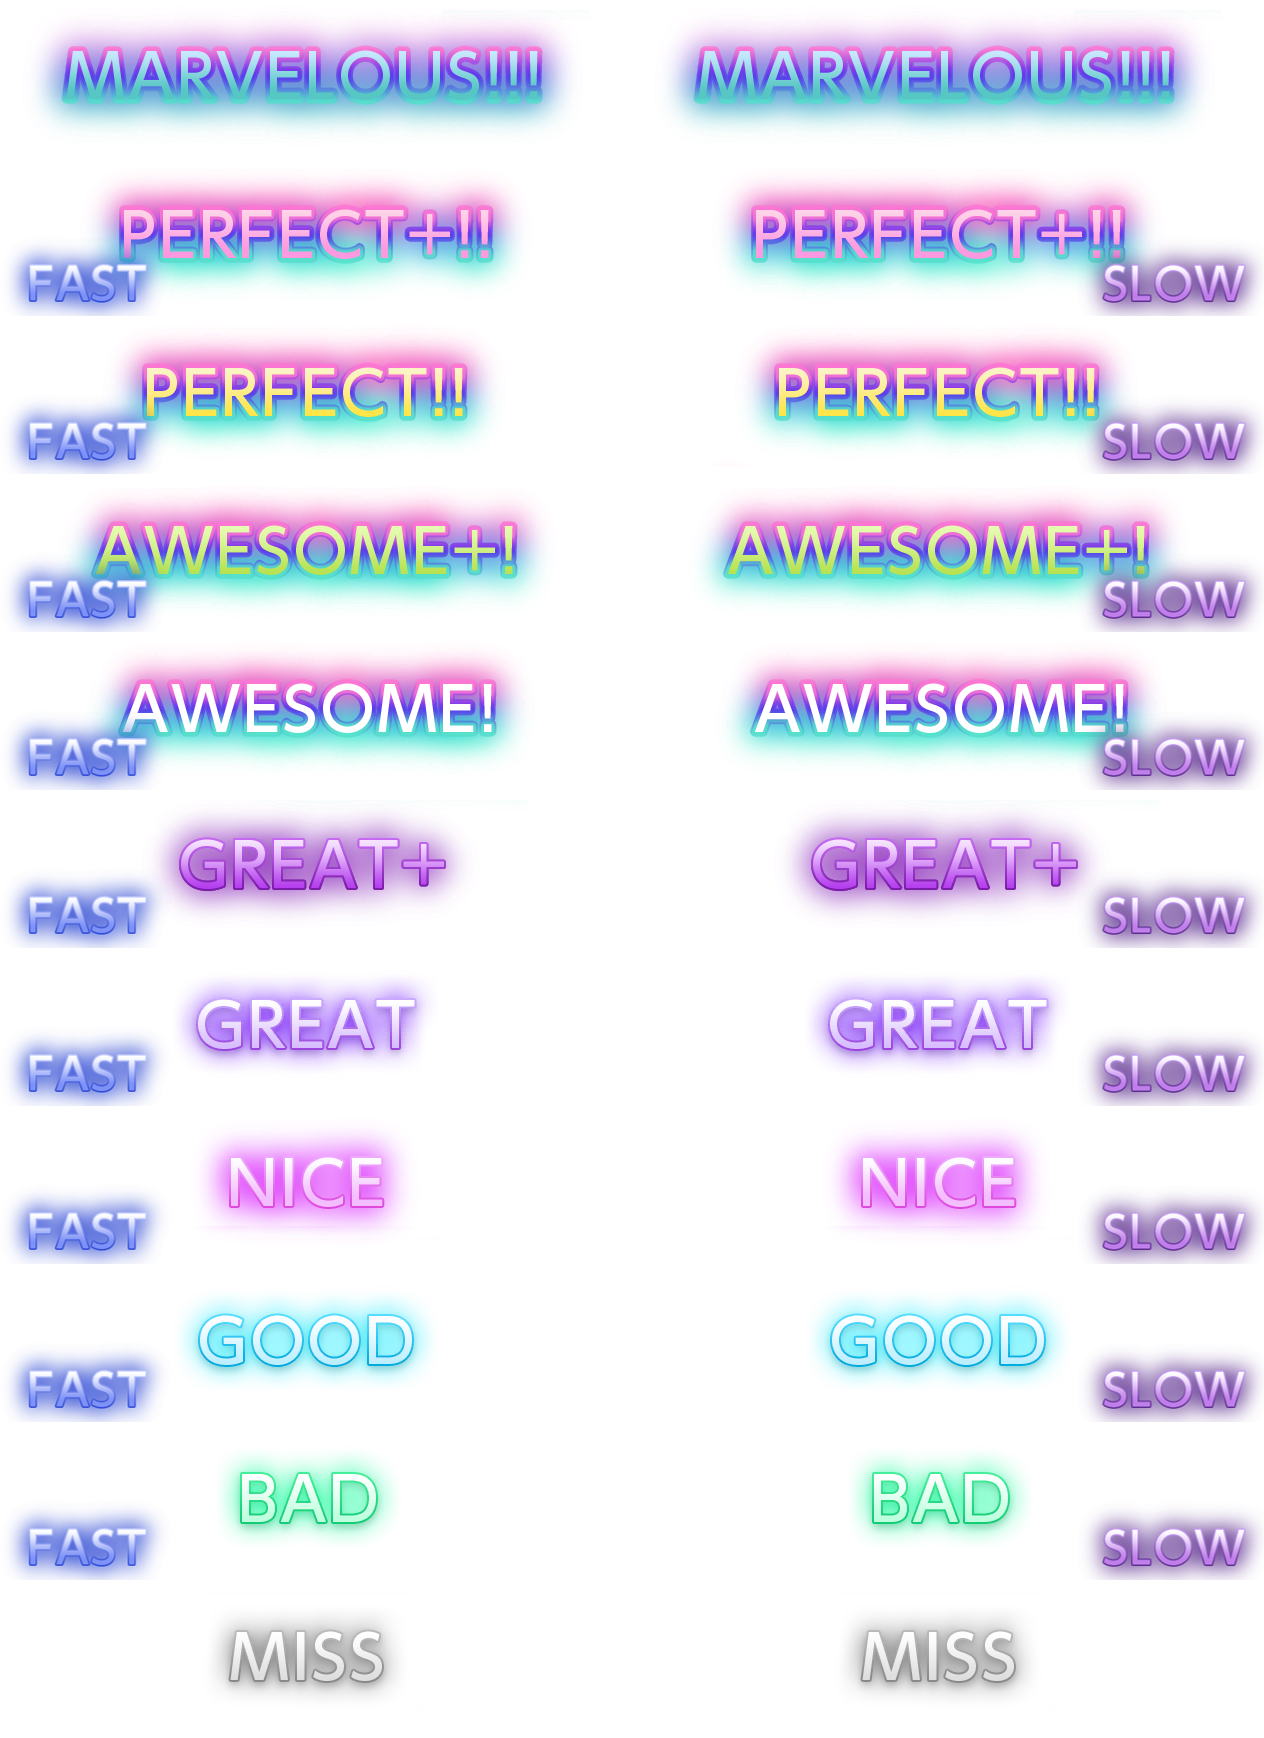 MARVELOUS!!! MARVELOUS!!!
PERFECT+!! PERFECT+!!
FAST SLOW
PERFECT!! PERFECT!!
FAST SLOW
AWESOME+! AWESOME+!
FAST SLOW
AWESOME! AWESOME!
FAST SLOW
GREAT+ GREAT+
FAST SLOW
GREAT GREAT
FAST SLOW
NICE NICE
FAST SLOW
GOOD GOOD
FAST SLOW
BAD BAD
FAST SLOW
MISS MISS